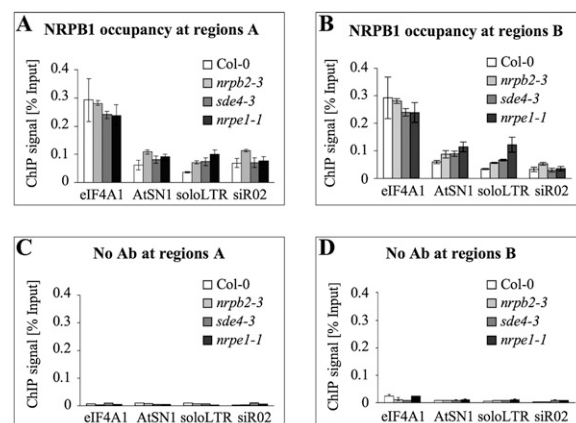 A NRPB1 occupancy at regions A
ChIP signal [% Input]
0.4
0.3
0.2
0.1
0
Col-0
nrpb2-3
sde4-3
nrpe1-1
eIF4A1 AtSN1 soloLTR siR02
B NRPB1 occupancy at regions B
ChIP signal [% Input]
0.4
0.3
0.2
0.1
0
Col-0
nrpb2-3
sde4-3
nrpe1-1
eIF4A1 AtSN1 soloLTR siR02
C No Ab at regions A
ChIP signal [% Input]
0.4
0.3
0.2
0.1
0
Col-0
nrpb2-3
sde4-3
nrpe1-1
eIF4A1 AtSN1 soloLTR siR02
D No Ab at regions B
ChIP signal [% Input]
0.4
0.3
0.2
0.1
0
Col-0
nrpb2-3
sde4-3
nrpe1-1
eIF4A1 AtSN1 soloLTR siR02